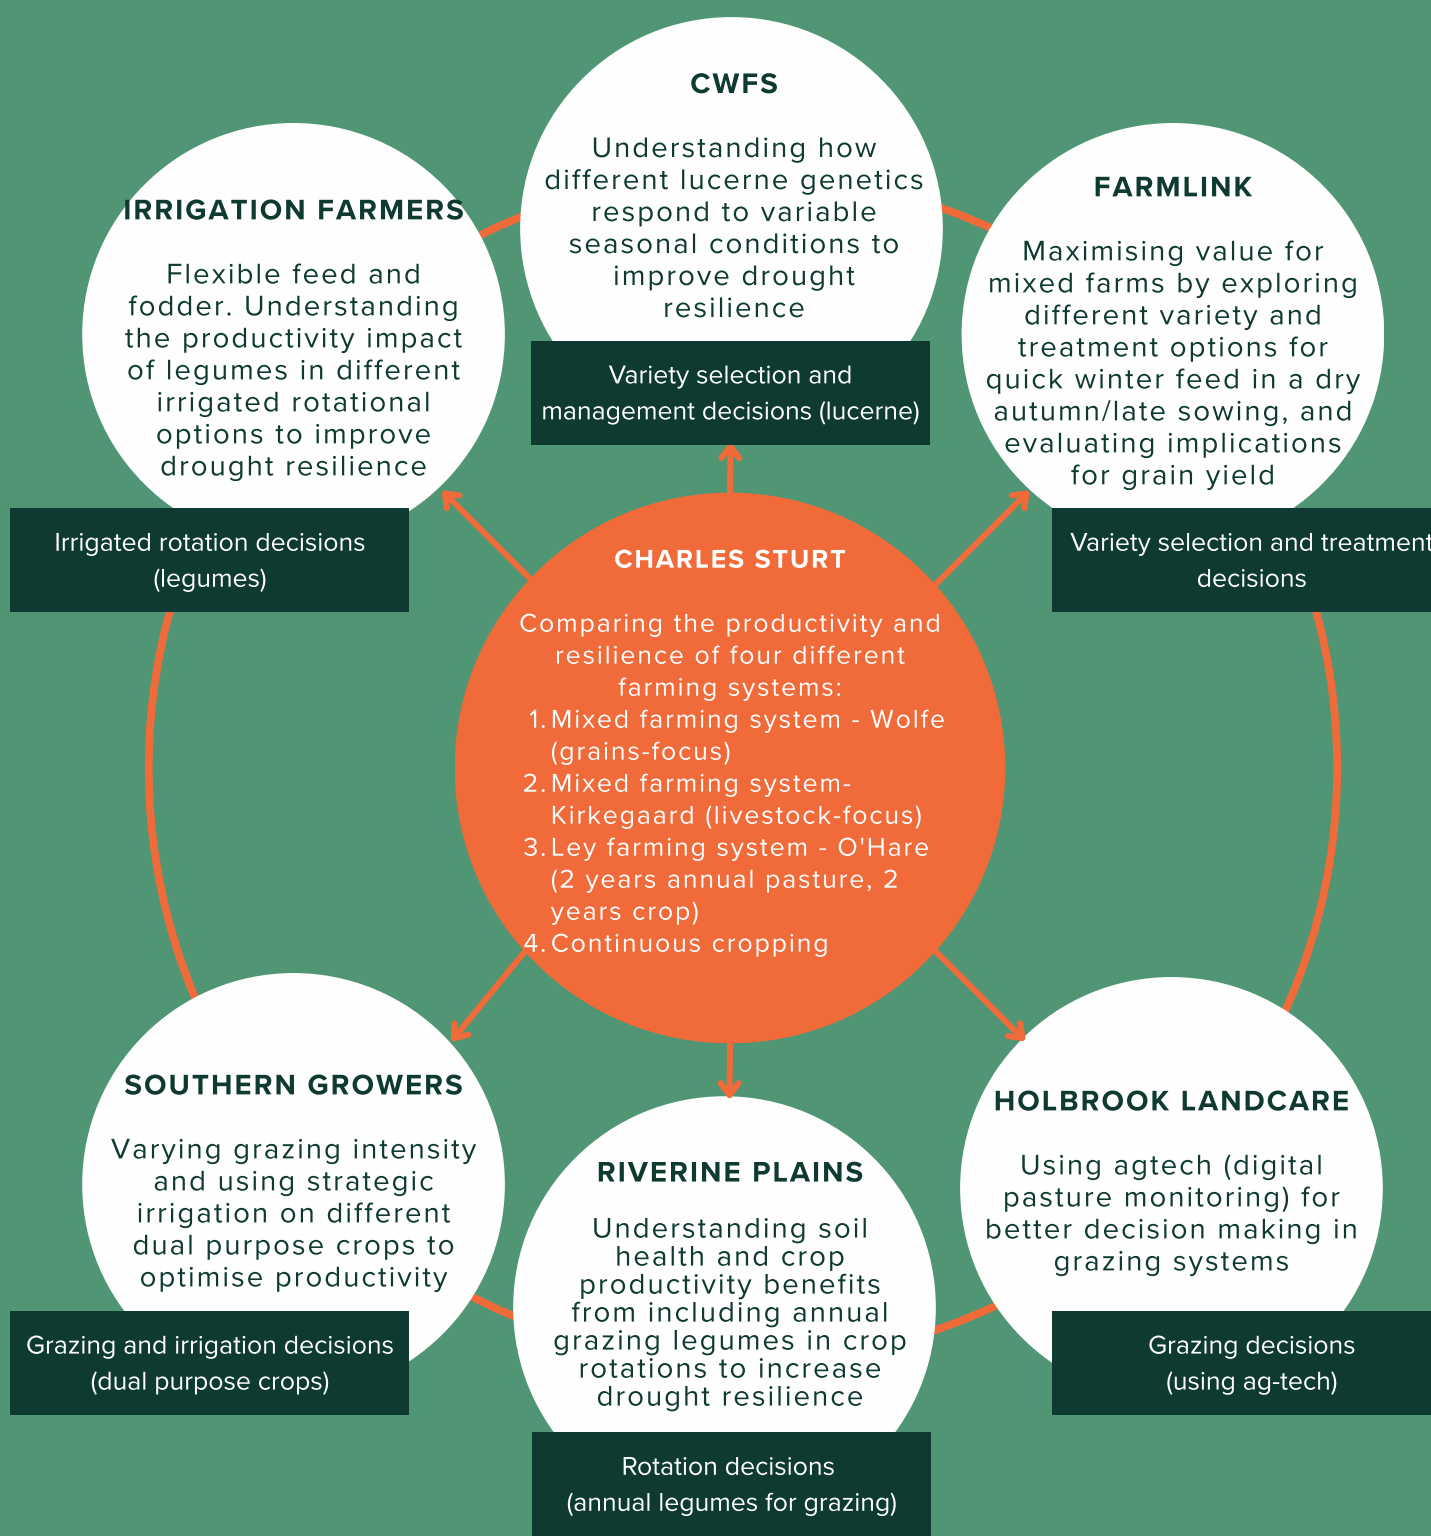 CWFS
Understanding how
different lucerne genetics
respond to variable
seasonal conditions to
improve drought
resilience
Variety selection and
management decisions (lucerne)
IRRIGATION FARMERS
Flexible feed and
fodder. Understanding
the productivity impact
of legumes in different
irrigated rotational
options to improve
drought resilience
Irrigated rotation decisions
(legumes)
FARMLINK
Maximising value for
mixed farms by exploring
different variety and
treatment options for
quick winter feed in a dry
autumn/late sowing, and
evaluating implications
for grain yield
Variety selection and treatment
decisions
CHARLES STURT
Comparing the productivity and
resilience of four different
farming systems:
1. Mixed farming system - Wolfe
(grains-focus)
2. Mixed farming system-
Kirkegaard (livestock-focus)
3. Ley farming system - O'Hare
(2 years annual pasture, 2
years crop)
4. Continuous cropping
SOUTHERN GROWERS
Varying grazing intensity
and using strategic
irrigation on different
dual purpose crops to
optimise productivity
Grazing and irrigation decisions
(dual purpose crops)
RIVERINE PLAINS
Understanding soil
health and crop
productivity benefits
from including annual
grazing legumes in crop
rotations to increase
drought resilience
Rotation decisions
(annual legumes for grazing)
HOLBROOK LANDCARE
Using agtech (digital
pasture monitoring) for
better decision making in
grazing systems
Grazing decisions
(using ag-tech)